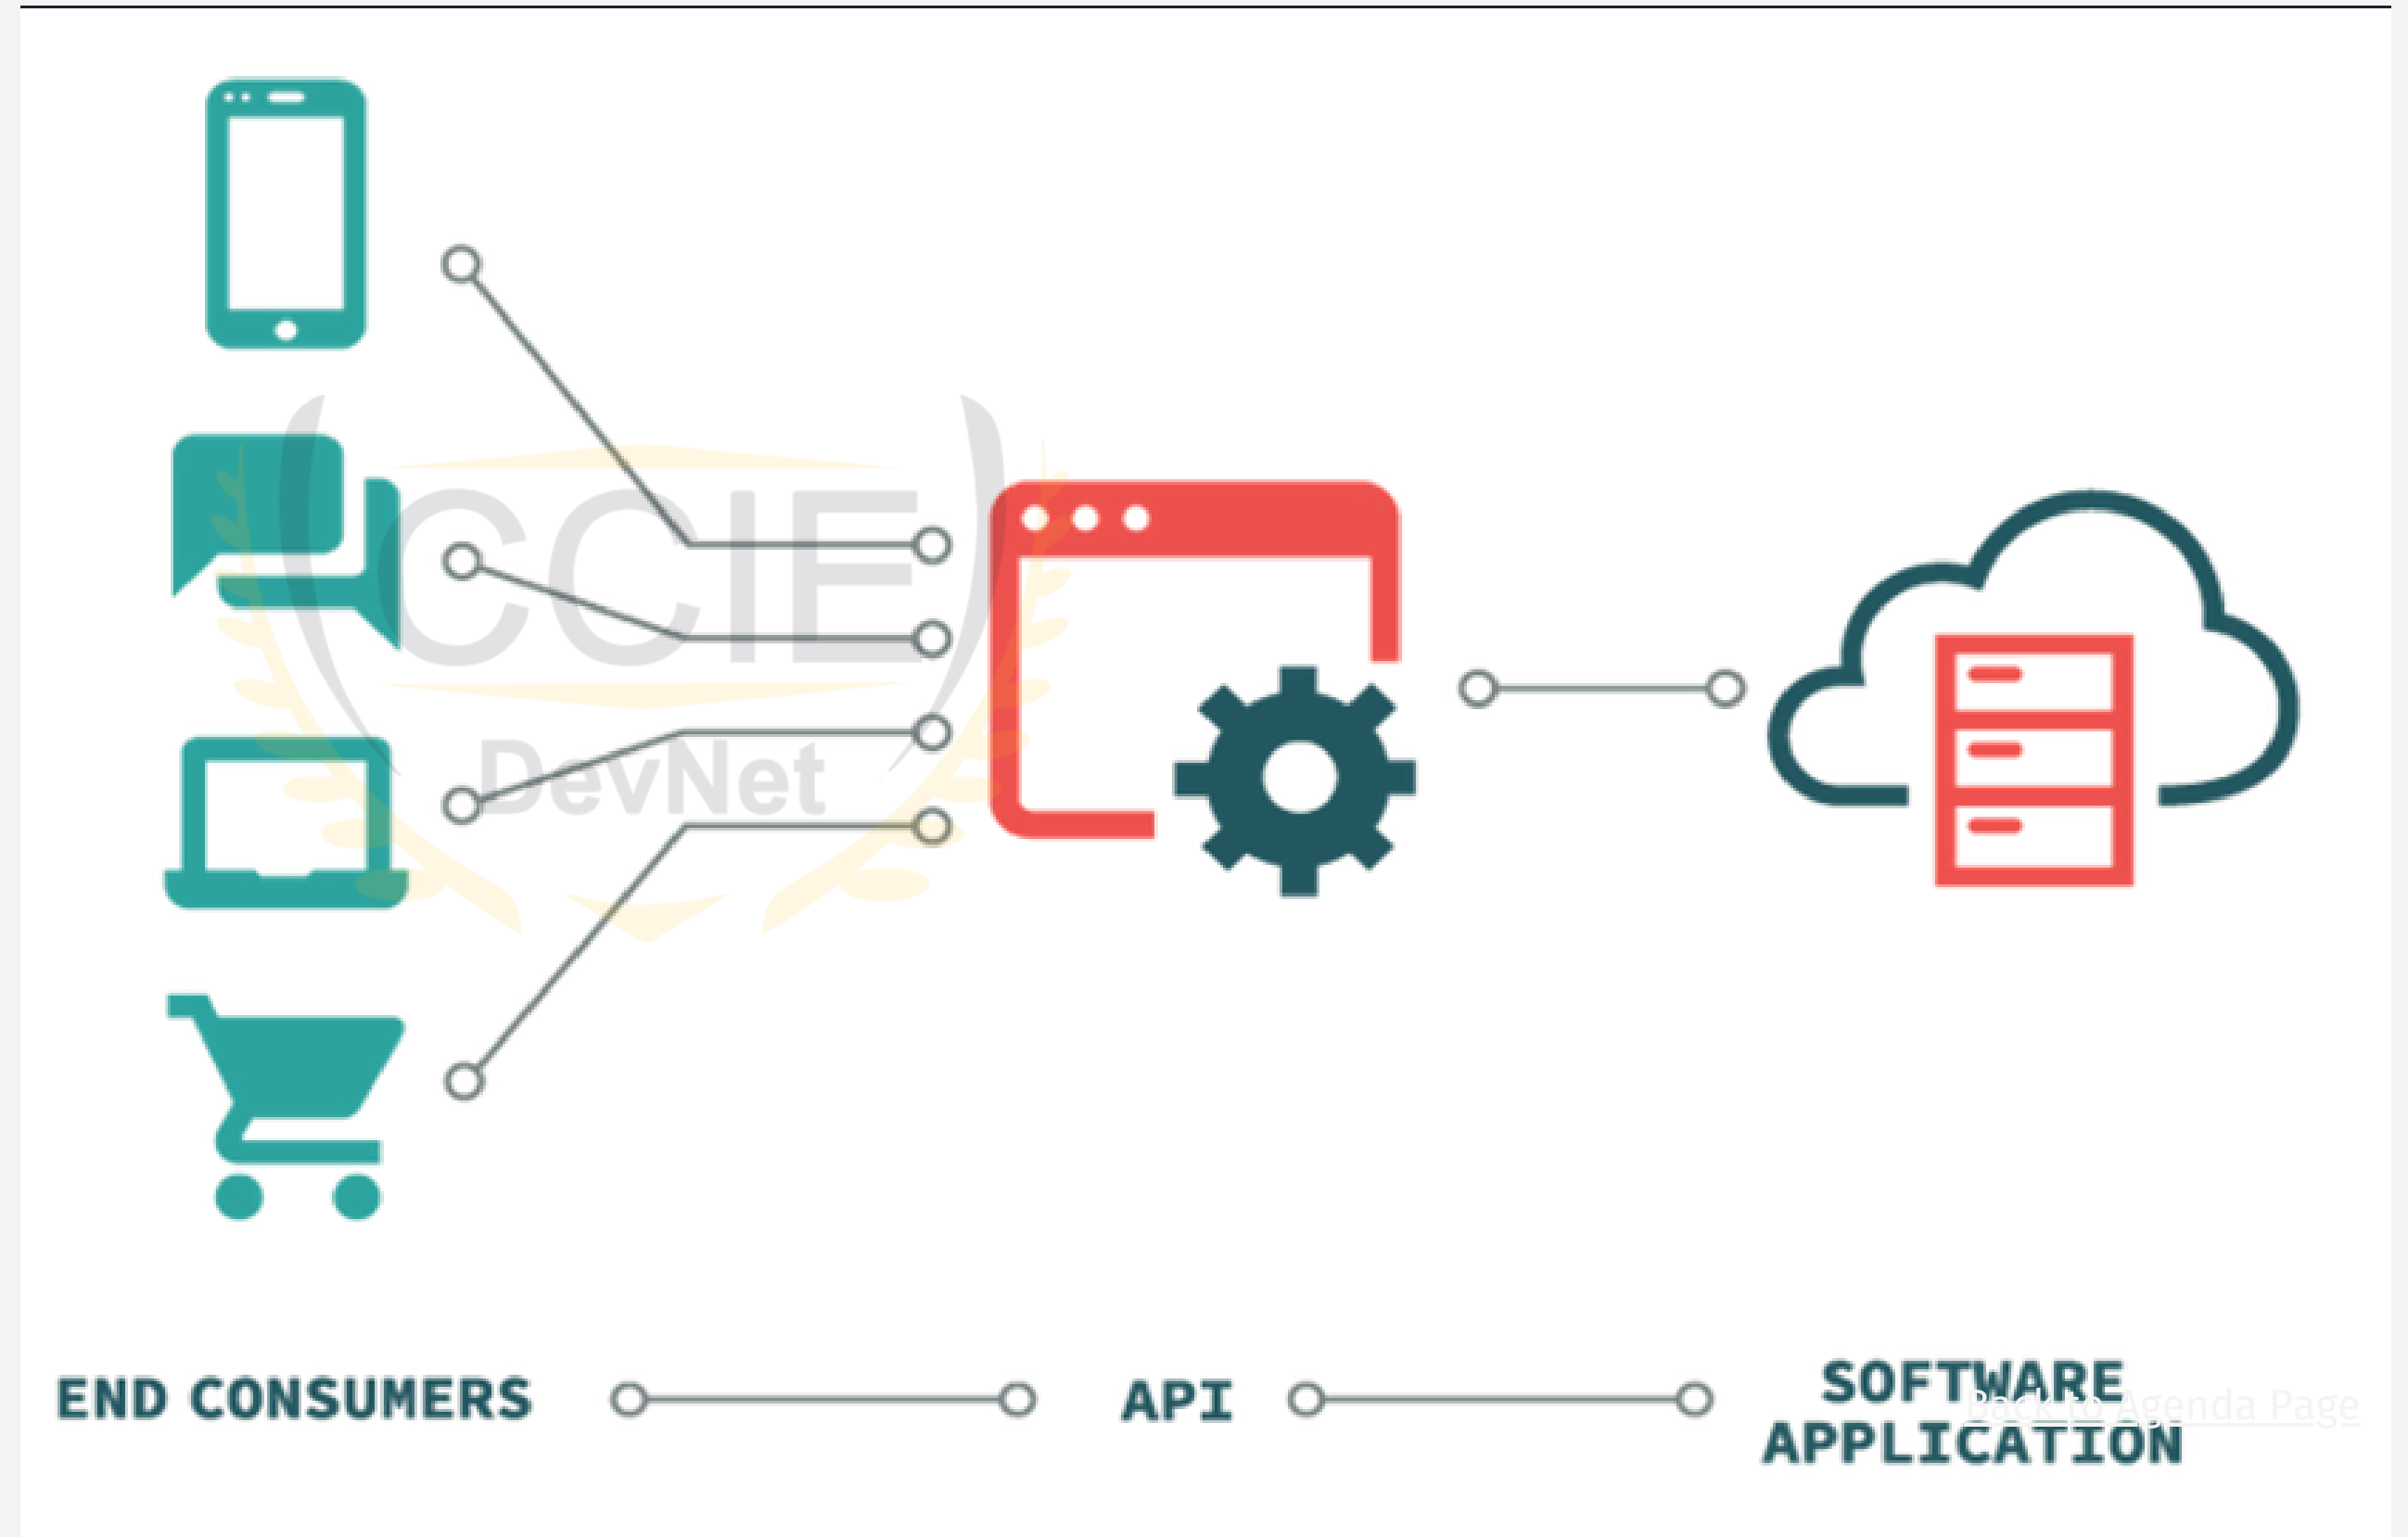 CCIE
DevNet
END CONSUMERS
API
SOFTWARE
APPLICATION
Back to Agenda Page